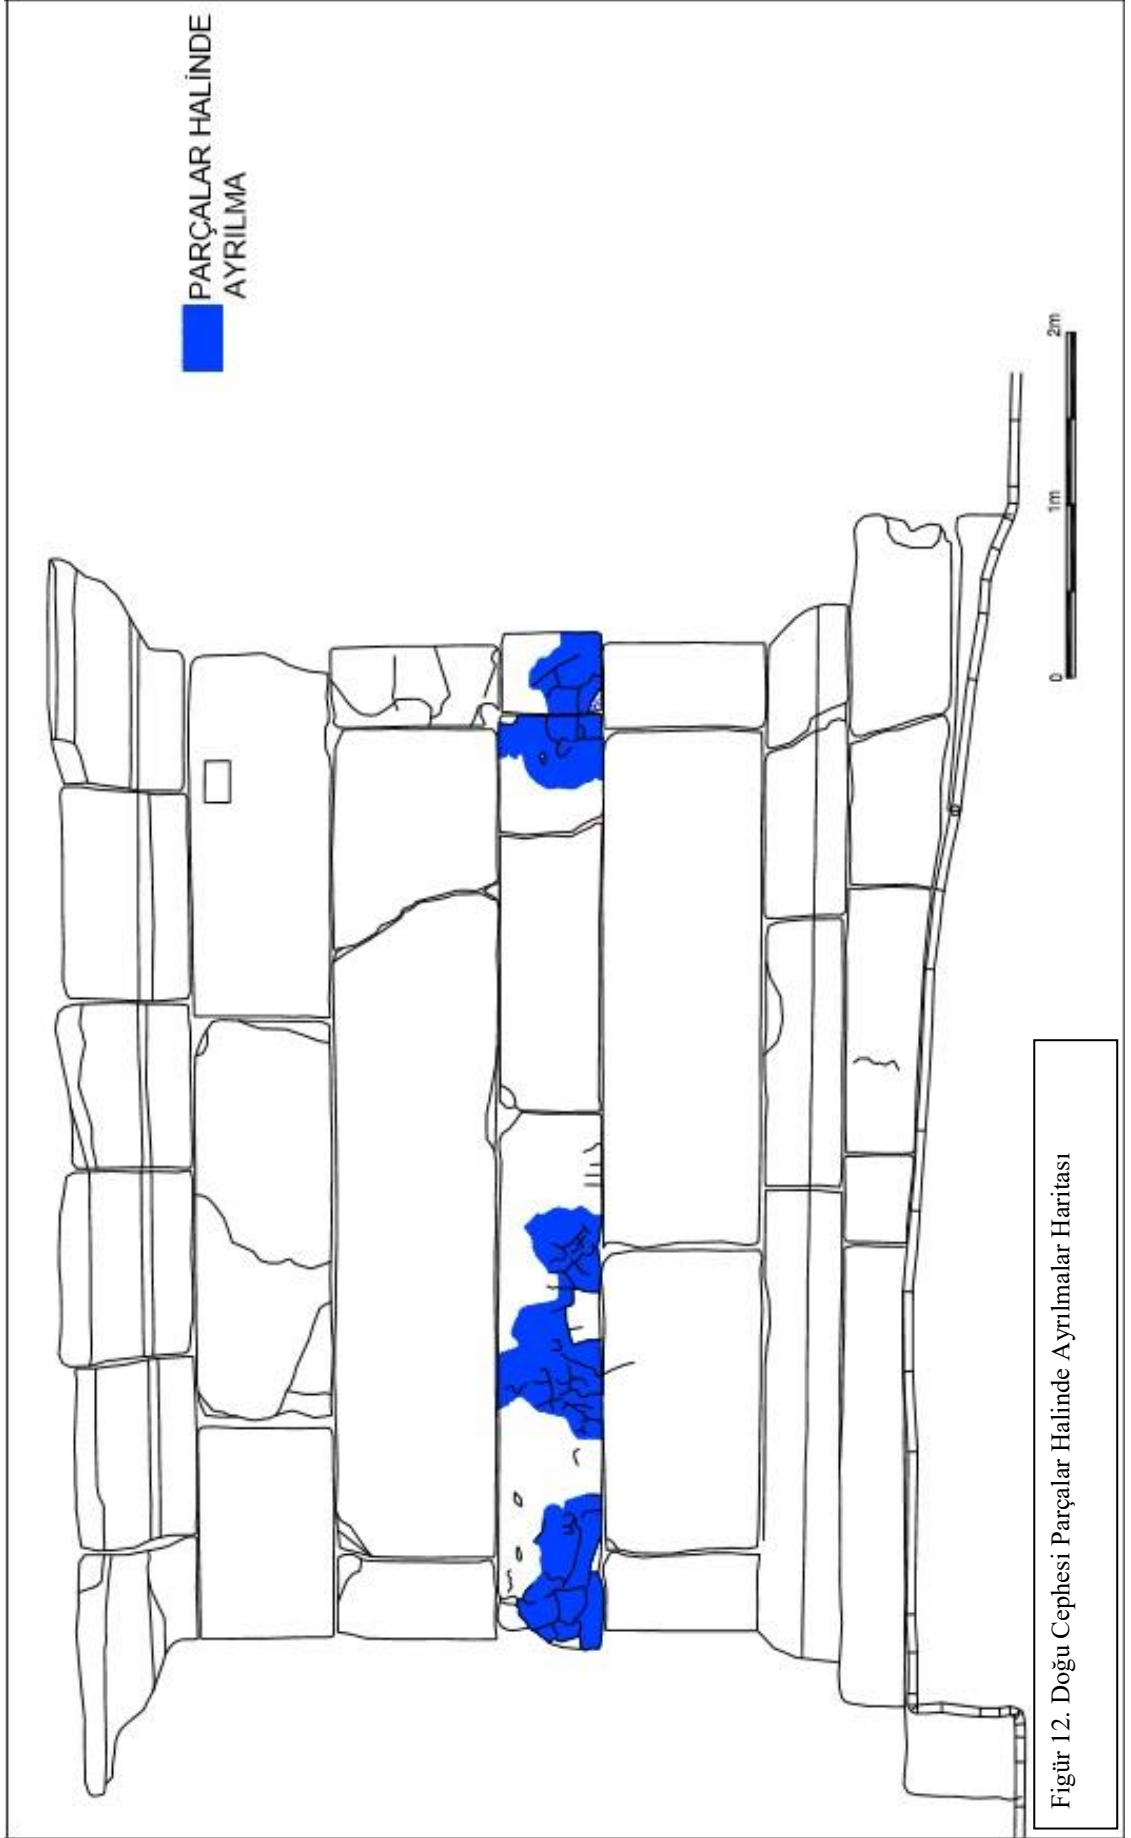 PARÇALAR HALİNDE
AYRILMA
0
1m
2m
Figür 12. Doğu Cephesi Parçalar Halinde Ayrılmalar Haritası